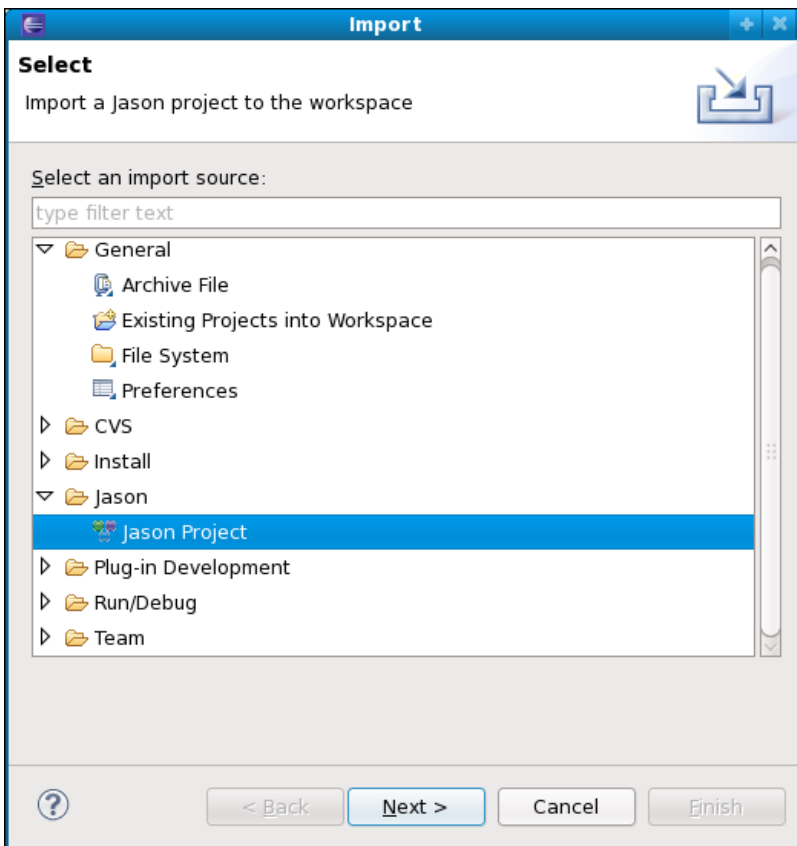 Import
Select
Import a Jason project to the workspace
Select an import source:
type filter text
General
Archive File
Existing Projects into Workspace
File System
Preferences
CVS
Install
Jason
Jason Project
Plug-in Development
Run/Debug
Team
? < Back Next > Cancel Finish